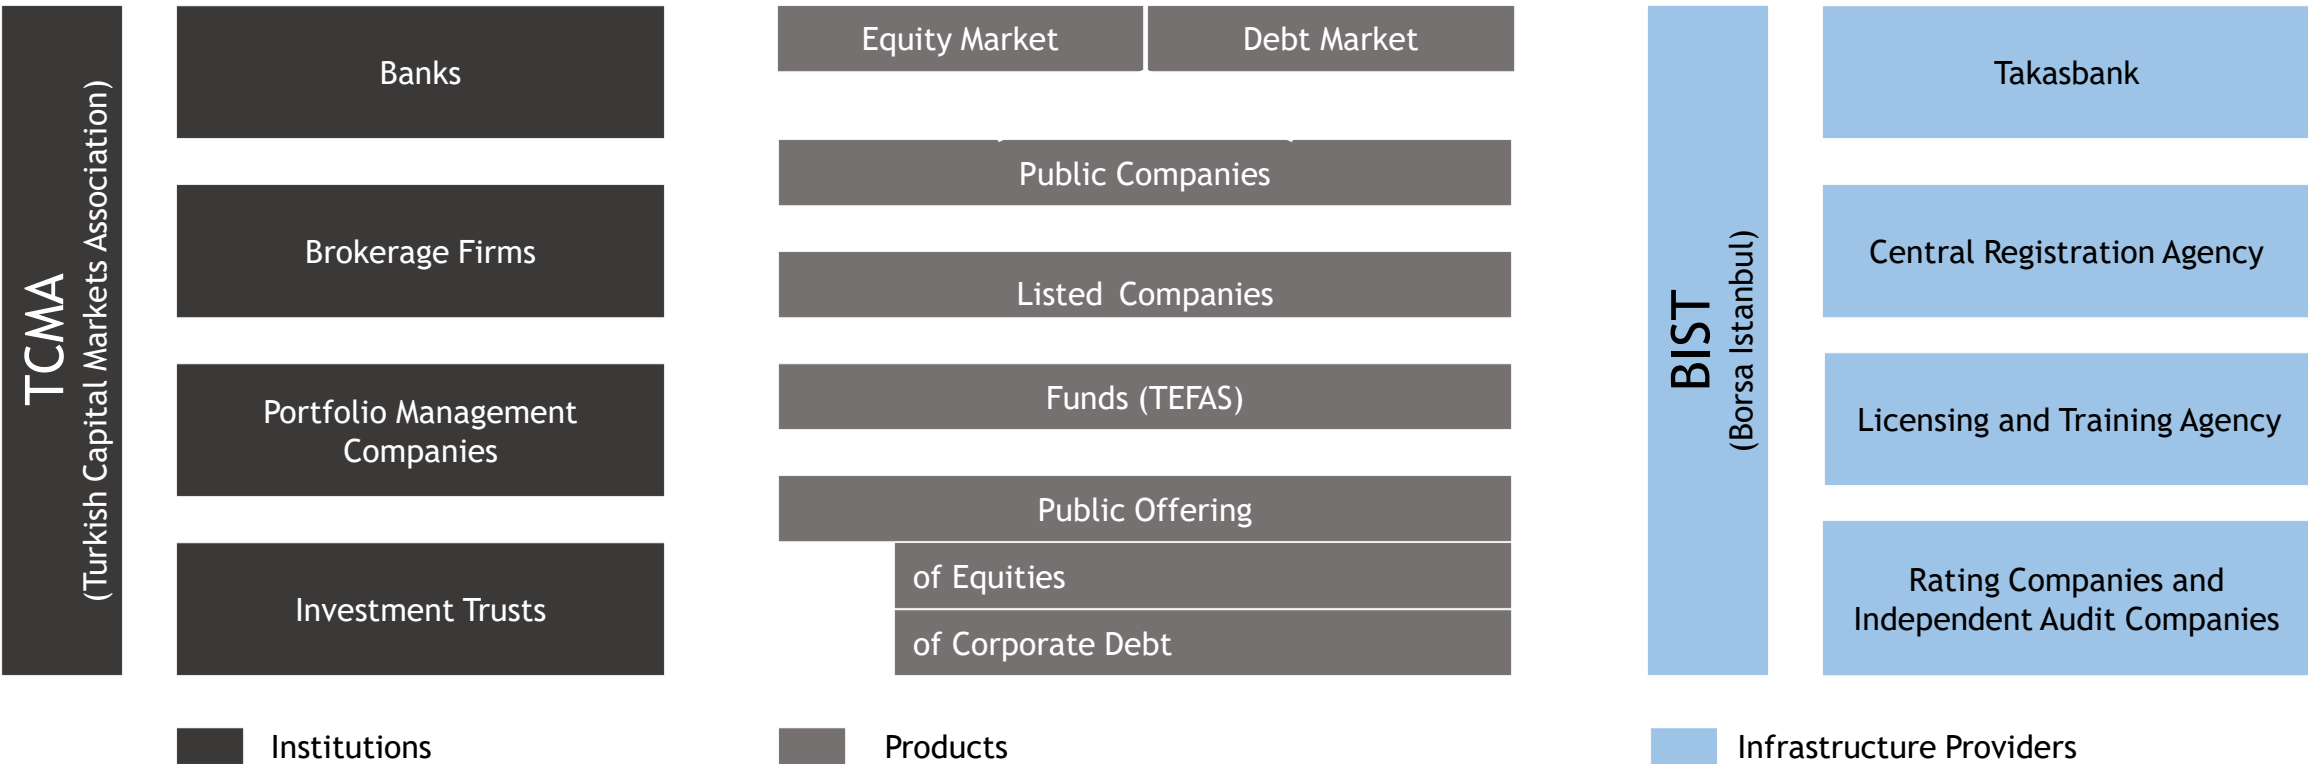 TCMA
(Turkish Capital Markets Association)
Banks
Brokerage Firms
Portfolio Management
Companies
Investment Trusts
Equity Market
Debt Market
Public Companies
Listed Companies
Funds (TEFAS)
Public Offering
of Equities
of Corporate Debt
BIST
(Borsa Istanbul)
Takasbank
Central Registration Agency
Licensing and Training Agency
Rating Companies and
Independent Audit Companies
Institutions
Products
Infrastructure Providers